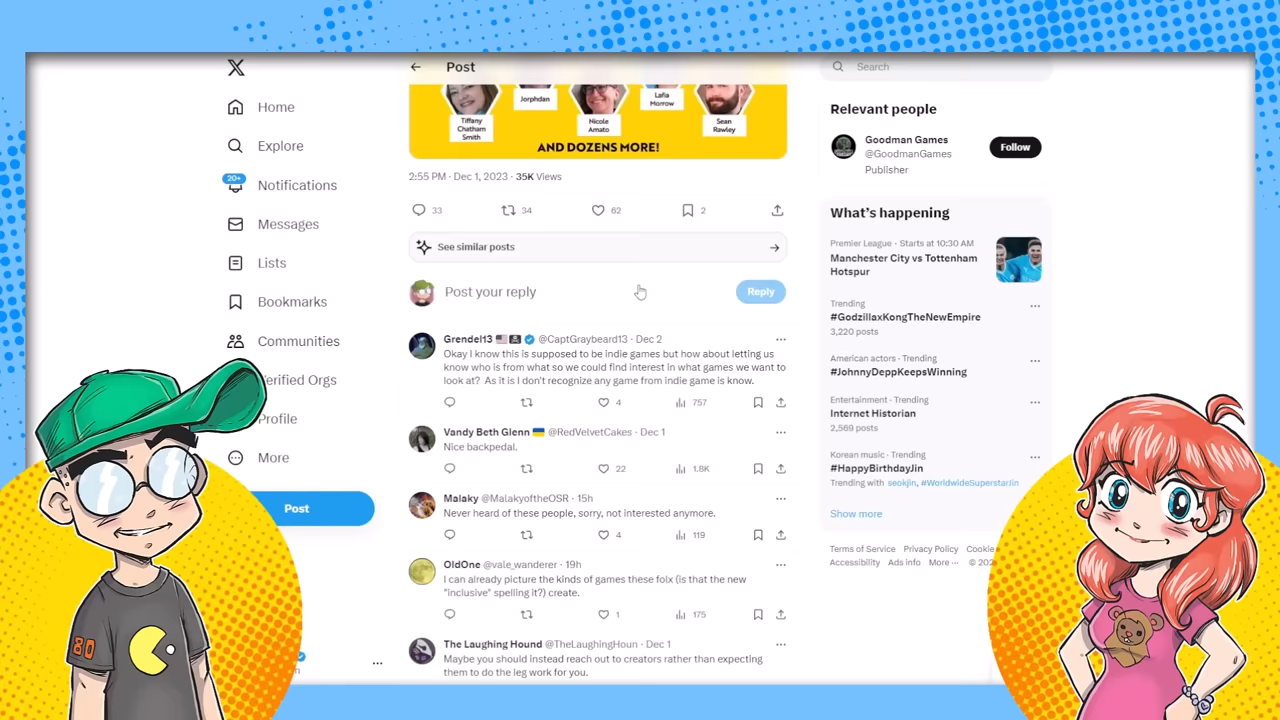 X
Home
Explore
20+
Notifications
Messages
Lists
Bookmarks
Communities
erified Orgs
Profile
More
Post
80
Post
Tiffany
Chatham
Smith
Jorphdan
Nicole
Amato
Lafia
Morrow
Sean
Rawley
AND DOZENS MORE!
2:55 PM · Dec 1, 2023 · 35K Views
33 34 62 2
See similar posts
Post your reply
Reply
Grendel13 @CaptGraybeard13 · Dec 2
Okay I know this is supposed to be indie games but how about letting us
know who is from what so we could find interest in what games we want to
look at? As it is I don't recognize any game from indie game is know.
4 757
Vandy Beth Glenn @RedVelvetCakes · Dec 1
Nice backpedal.
22 1.8K
Malaky @MalakyoftheOSR · 15h
Never heard of these people, sorry, not interested anymore.
4 119
OldOne @vale_wanderer · 19h
I can already picture the kinds of games these folx (is that the new
"inclusive" spelling it?) create.
1 175
The Laughing Hound @TheLaughingHoun · Dec 1
Maybe you should instead reach out to creators rather than expecting
them to do the leg work for you.
Search
Relevant people
Goodman Games
@GoodmanGames
Publisher
Follow
What's happening
Premier League · Starts at 10:30 AM
Manchester City vs Tottenham
Hotspur
Trending
#GodzillaxKongTheNewEmpire
3,220 posts
American actors · Trending
#JohnnyDeppKeepsWinning
Entertainment · Trending
Internet Historian
2,569 posts
Korean music · Trending
#HappyBirthdayJin
Trending with seokjin, #WorldwideSuperstarJin
Show more
Terms of Service Privacy Policy Cookie
Accessibility Ads info More ··· © 202